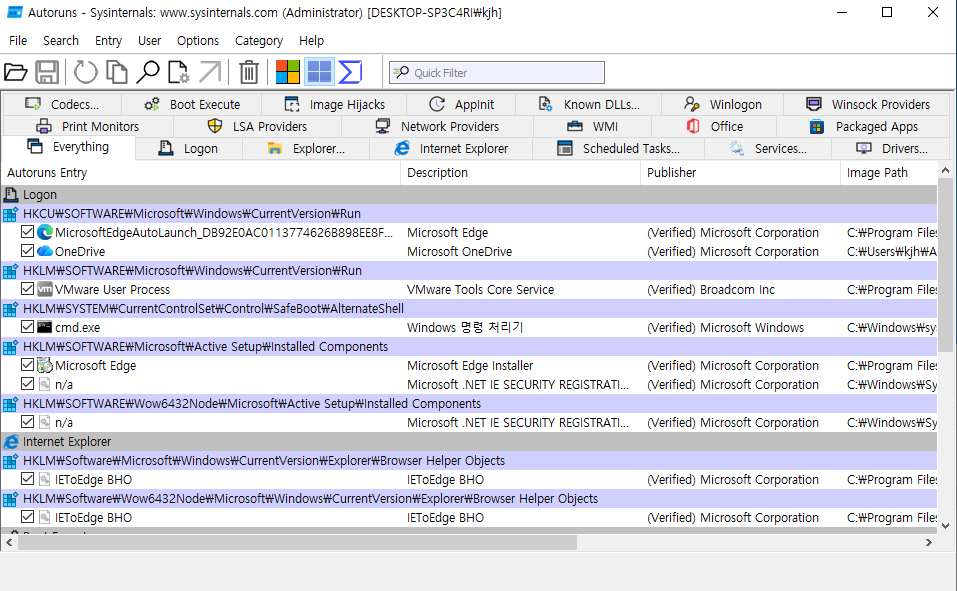 Autoruns - Sysinternals: www.sysinternals.com (Administrator) [DESKTOP-SP3C4RI₩kjh]
File Search Entry User Options Category Help
Quick Filter
Codecs... Boot Execute Image Hijacks AppInit Known DLLs... Winlogon Winsock Providers
Print Monitors LSA Providers Network Providers WMI Office Packaged Apps
Everything Logon Explorer... Internet Explorer Scheduled Tasks... Services... Drivers...
Autoruns Entry Description Publisher Image Path
Logon
HKCU₩SOFTWARE₩Microsoft₩Windows₩CurrentVersion₩Run
MicrosoftEdgeAutoLaunch_DB92E0AC0113774626B898EE8F... Microsoft Edge (Verified) Microsoft Corporation C:₩Program Files
OneDrive Microsoft OneDrive (Verified) Microsoft Corporation C:₩Users₩kjh₩A
HKLM₩SOFTWARE₩Microsoft₩Windows₩CurrentVersion₩Run
VMware User Process VMware Tools Core Service (Verified) Broadcom Inc C:₩Program Files
HKLM₩SYSTEM₩CurrentControlSet₩Control₩SafeBoot₩AlternateShell
cmd.exe Windows 명령 처리기 (Verified) Microsoft Windows C:₩Windows₩sy
HKLM₩SOFTWARE₩Microsoft₩Active Setup₩Installed Components
Microsoft Edge Microsoft Edge Installer (Verified) Microsoft Corporation C:₩Program Files
n/a Microsoft .NET IE SECURITY REGISTRATI... (Verified) Microsoft Corporation C:₩Windows₩Sy
HKLM₩SOFTWARE₩Wow6432Node₩Microsoft₩Active Setup₩Installed Components
n/a Microsoft .NET IE SECURITY REGISTRATI... (Verified) Microsoft Corporation C:₩Windows₩Sy
Internet Explorer
HKLM₩Software₩Microsoft₩Windows₩CurrentVersion₩Explorer₩Browser Helper Objects
IEToEdge BHO IEToEdge BHO (Verified) Microsoft Corporation C:₩Program Files
HKLM₩Software₩Wow6432Node₩Microsoft₩Windows₩CurrentVersion₩Explorer₩Browser Helper Objects
IEToEdge BHO IEToEdge BHO (Verified) Microsoft Corporation C:₩Program Files